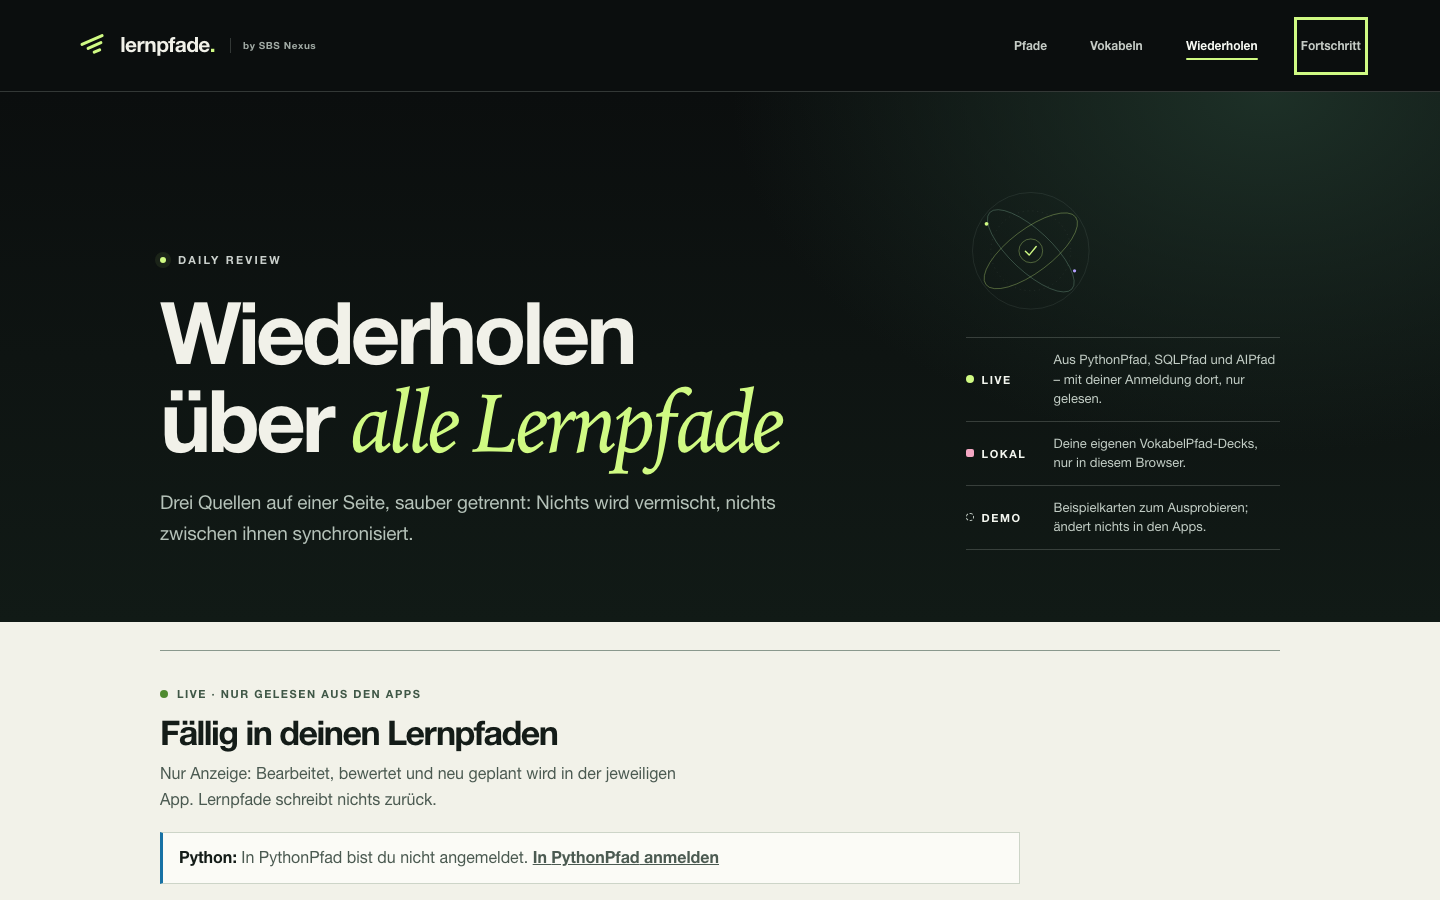 lernpfade. by SBS Nexus
Pfade Vokabeln Wiederholen Fortschritt
DAILY REVIEW
Wiederholen
über alle Lernpfade
Drei Quellen auf einer Seite, sauber getrennt: Nichts wird vermischt, nichts
zwischen ihnen synchronisiert.
LIVE
Aus PythonPfad, SQLPfad und AIPfad
– mit deiner Anmeldung dort, nur
gelesen.
LOKAL
Deine eigenen VokabelPfad-Decks,
nur in diesem Browser.
DEMO
Beispielkarten zum Ausprobieren;
ändert nichts in den Apps.
LIVE · NUR GELESEN AUS DEN APPS
Fällig in deinen Lernpfaden
Nur Anzeige: Bearbeitet, bewertet und neu geplant wird in der jeweiligen
App. Lernpfade schreibt nichts zurück.
Python: In PythonPfad bist du nicht angemeldet. In PythonPfad anmelden